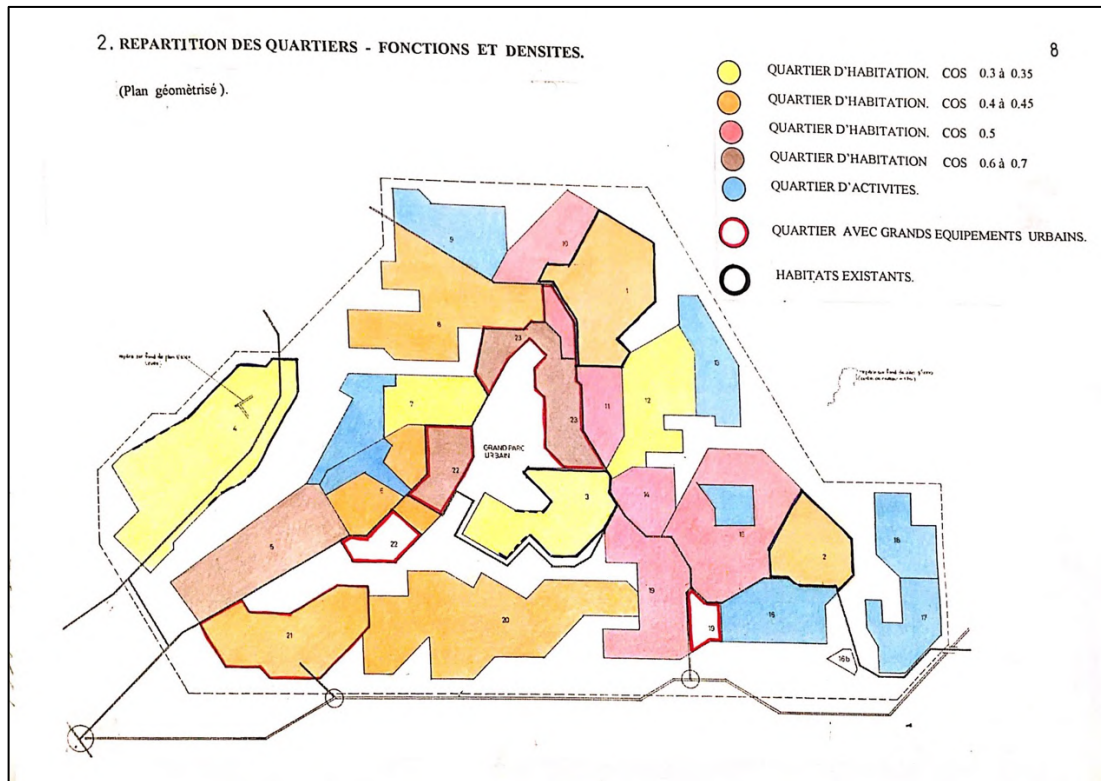 2. REPARTITION DES QUARTIERS - FONCTIONS ET DENSITES.
8
(Plan géomètrisé).
QUARTIER D'HABITATION. COS 0.3 à 0.35
QUARTIER D'HABITATION. COS 0.4 à 0.45
QUARTIER D'HABITATION. COS 0.5
QUARTIER D'HABITATION COS 0.6 à 0.7
QUARTIER D'ACTIVITES.
QUARTIER AVEC GRANDS EQUIPEMENTS URBAINS.
HABITATS EXISTANTS.
9
10
1
8
23
13
4
7
11
12
23
GRAND PARC
URBAIN
22
6
3
14
15
18
5
22
2
19
20
16
17
21
19
16b